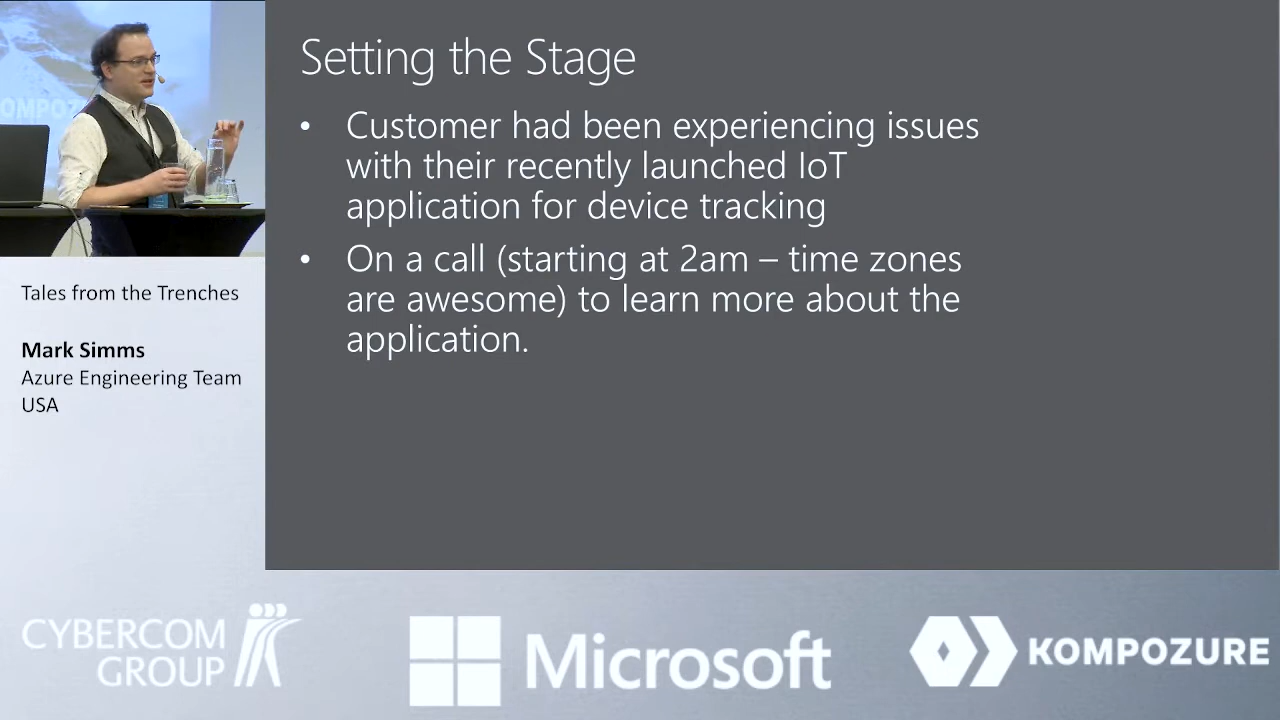 Setting the Stage
• Customer had been experiencing issues
with their recently launched IoT
application for device tracking
• On a call (starting at 2am – time zones
are awesome) to learn more about the
application.
Tales from the Trenches
Mark Simms
Azure Engineering Team
USA
CYBERCOM
GROUP
Microsoft
KOMPOZURE